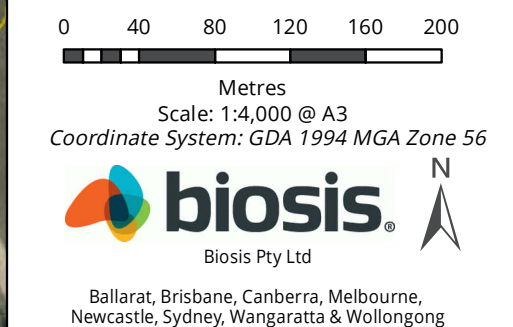 0 40 80 120 160 200
Metres
Scale: 1:4,000 @ A3
Coordinate System: GDA 1994 MGA Zone 56
N
biosis®
Biosis Pty Ltd
Ballarat, Brisbane, Canberra, Melbourne,
Newcastle, Sydney, Wangaratta & Wollongong